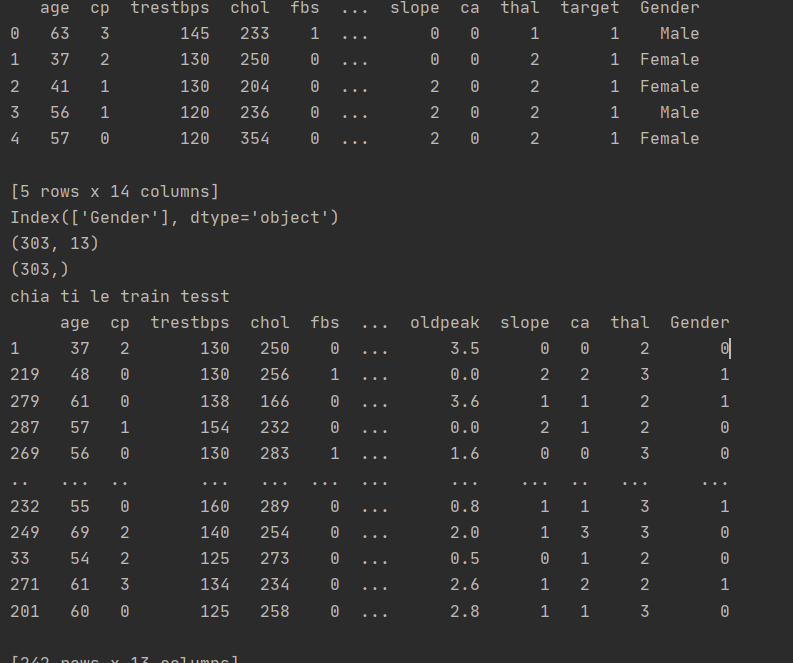 age cp trestbps chol fbs ... slope ca thal target Gender
0 63 3 145 233 1 ... 0 0 1 1 Male
1 37 2 130 250 0 ... 0 0 2 1 Female
2 41 1 130 204 0 ... 2 0 2 1 Female
3 56 1 120 236 0 ... 2 0 2 1 Male
4 57 0 120 354 0 ... 2 0 2 1 Female
[5 rows x 14 columns]
Index(['Gender'], dtype='object')
(303, 13)
(303,)
chia ti le train tesst
age cp trestbps chol fbs ... oldpeak slope ca thal Gender
1 37 2 130 250 0 ... 3.5 0 0 2 0
219 48 0 130 256 1 ... 0.0 2 2 3 1
279 61 0 138 166 0 ... 3.6 1 1 2 1
287 57 1 154 232 0 ... 0.0 2 1 2 0
269 56 0 130 283 1 ... 1.6 0 0 3 0
.. ... .. ... ... ... ... ... ... .. ... ...
232 55 0 160 289 0 ... 0.8 1 1 3 1
249 69 2 140 254 0 ... 2.0 1 3 3 0
33 54 2 125 273 0 ... 0.5 0 1 2 0
271 61 3 134 234 0 ... 2.6 1 2 2 1
201 60 0 125 258 0 ... 2.8 1 1 3 0
[242 rows x 13 columns]